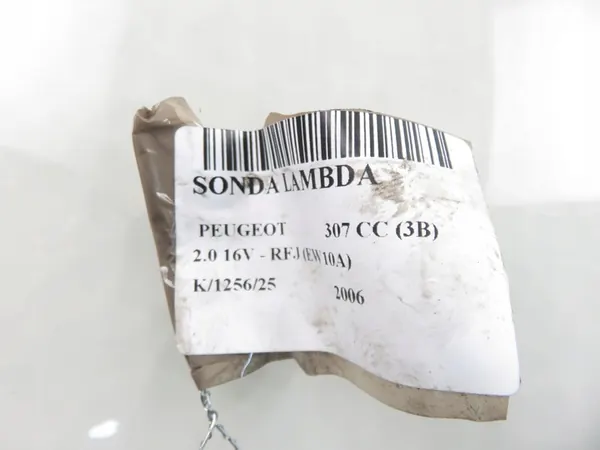 SONDA LAMBDA
PEUGEOT 307 CC (3B)
2.0 16V - RFJ (EW10A)
K/1256/25 2006